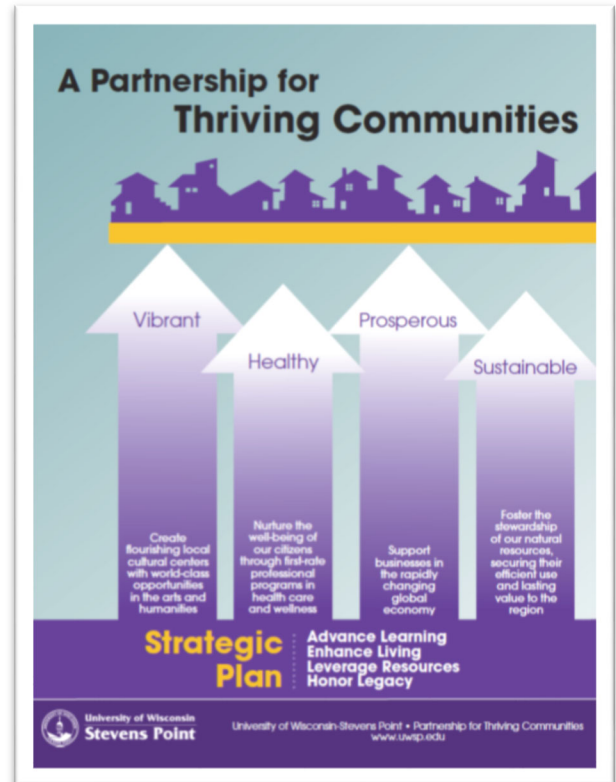 A Partnership for
Thriving Communities
Vibrant
Healthy
Prosperous
Sustainable
Create
flourishing local
cultural centers
with world-class
opportunities
in the arts and
humanities
Nurture the
well-being of
our citizens
through first-rate
professional
programs in
health care
and wellness
Support
businesses in
the rapidly
changing
global
economy
Foster the
stewardship
of our natural
resources,
securing their
efficient use
and lasting
value to the
region
Strategic
Plan
Advance Learning
Enhance Living
Leverage Resources
Honor Legacy
University of Wisconsin
Stevens Point
University of Wisconsin-Stevens Point • Partnership for Thriving Communities
www.uwsp.edu